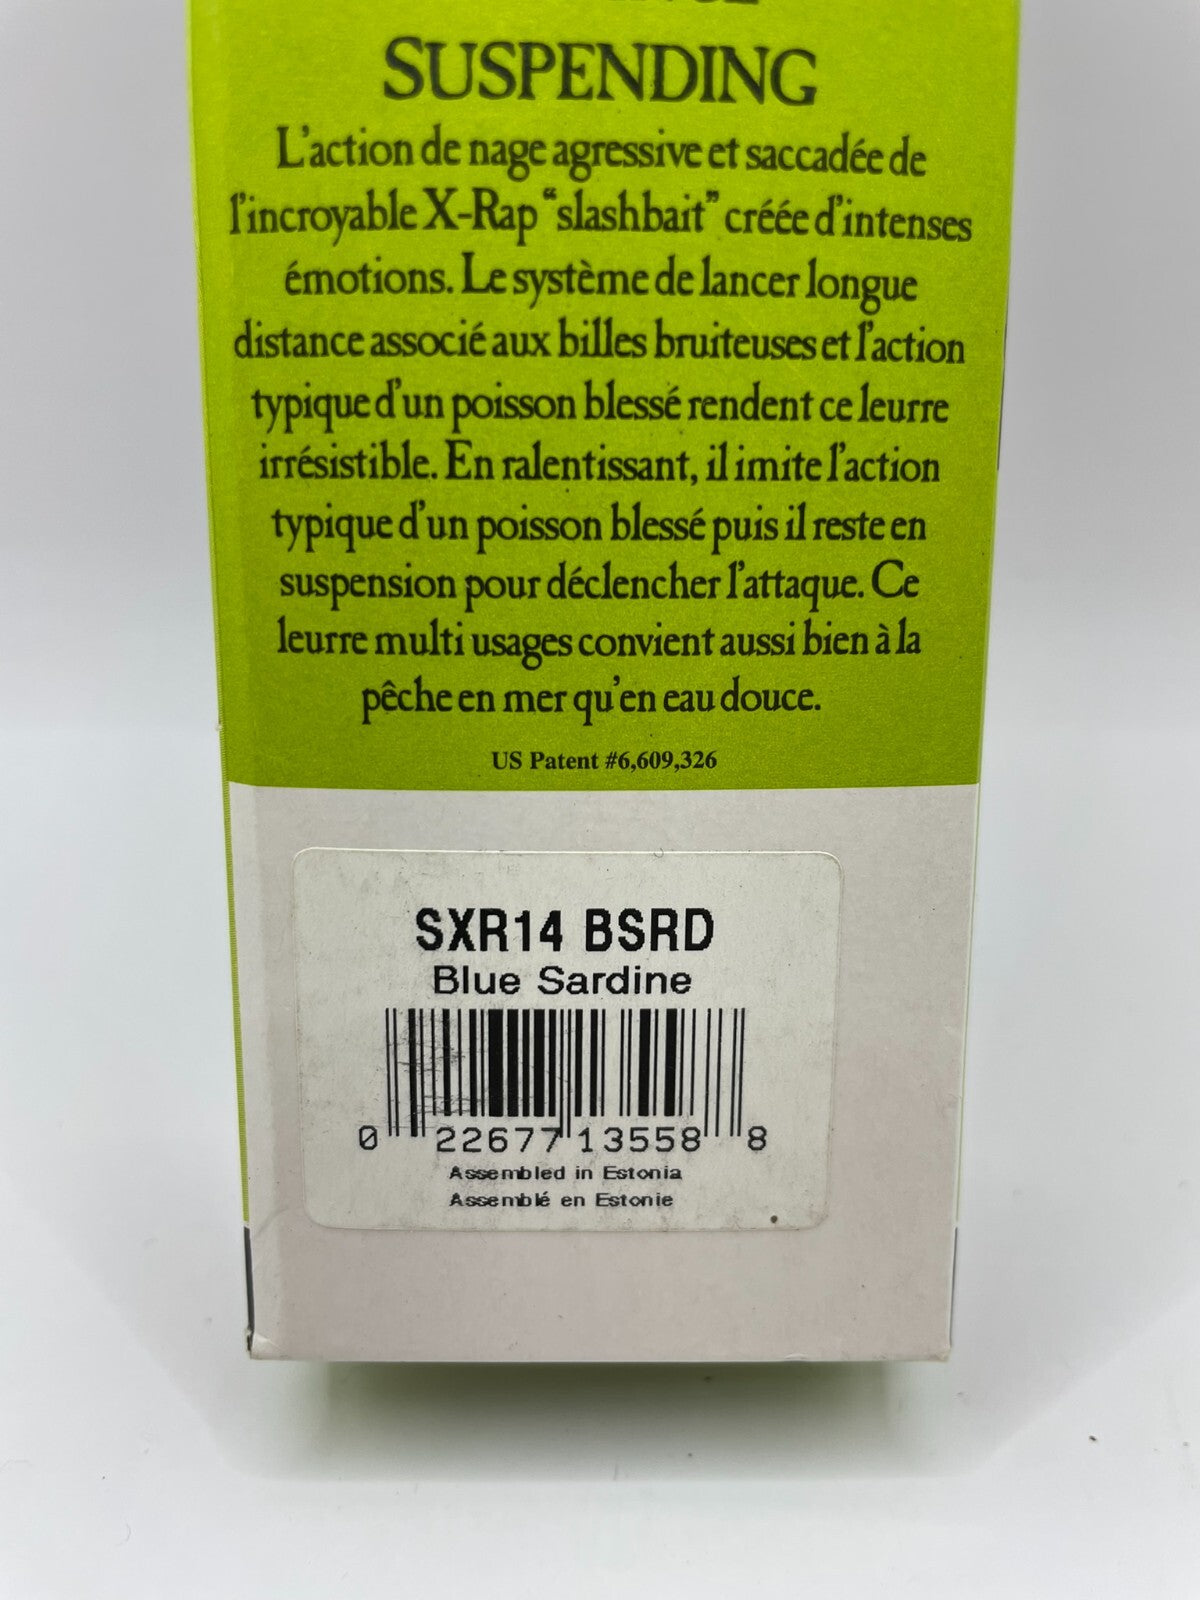 SUSPENDING
L'action de nage agressive et saccadée de
l'incroyable X-Rap “slashbait” créée d'intenses
émotions. Le système de lancer longue
distance associé aux billes bruiteuses et l'action
typique d'un poisson blessé rendent ce leurre
irrésistible. En ralentissant, il imite l'action
typique d'un poisson blessé puis il reste en
suspension pour déclencher l'attaque. Ce
leurre multi usages convient aussi bien à la
pêche en mer qu'en eau douce.
US Patent #6,609,326
SXR14 BSRD
Blue Sardine
0 22677 13558 8
Assembled in Estonia
Assemblé en Estonie